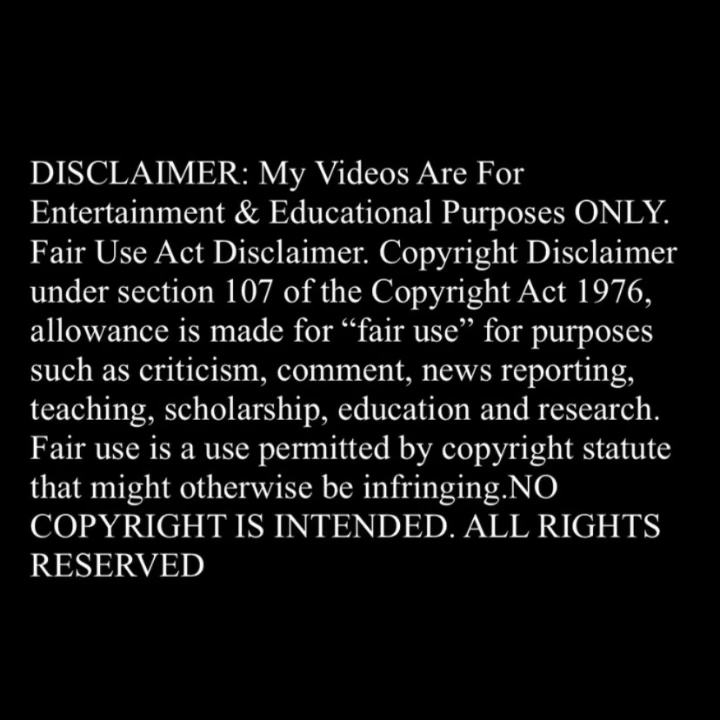 DISCLAIMER: My Videos Are For
Entertainment & Educational Purposes ONLY.
Fair Use Act Disclaimer. Copyright Disclaimer
under section 107 of the Copyright Act 1976,
allowance is made for “fair use” for purposes
such as criticism, comment, news reporting,
teaching, scholarship, education and research.
Fair use is a use permitted by copyright statute
that might otherwise be infringing.NO
COPYRIGHT IS INTENDED. ALL RIGHTS
RESERVED